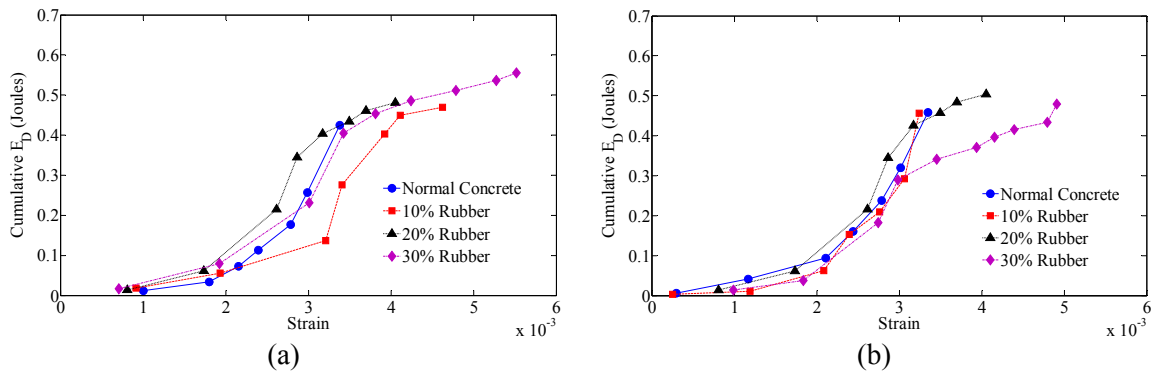 0.7
0.6
0.5
0.4
0.3
0.2
0.1
0
Cumulative E_D (Joules)
Normal Concrete
10% Rubber
20% Rubber
30% Rubber
0 1 2 3 4 5 6
Strain
x 10-3
(a)
0.7
0.6
0.5
0.4
0.3
0.2
0.1
0
Cumulative E_D (Joules)
Normal Concrete
10% Rubber
20% Rubber
30% Rubber
0 1 2 3 4 5 6
Strain
x 10-3
(b)